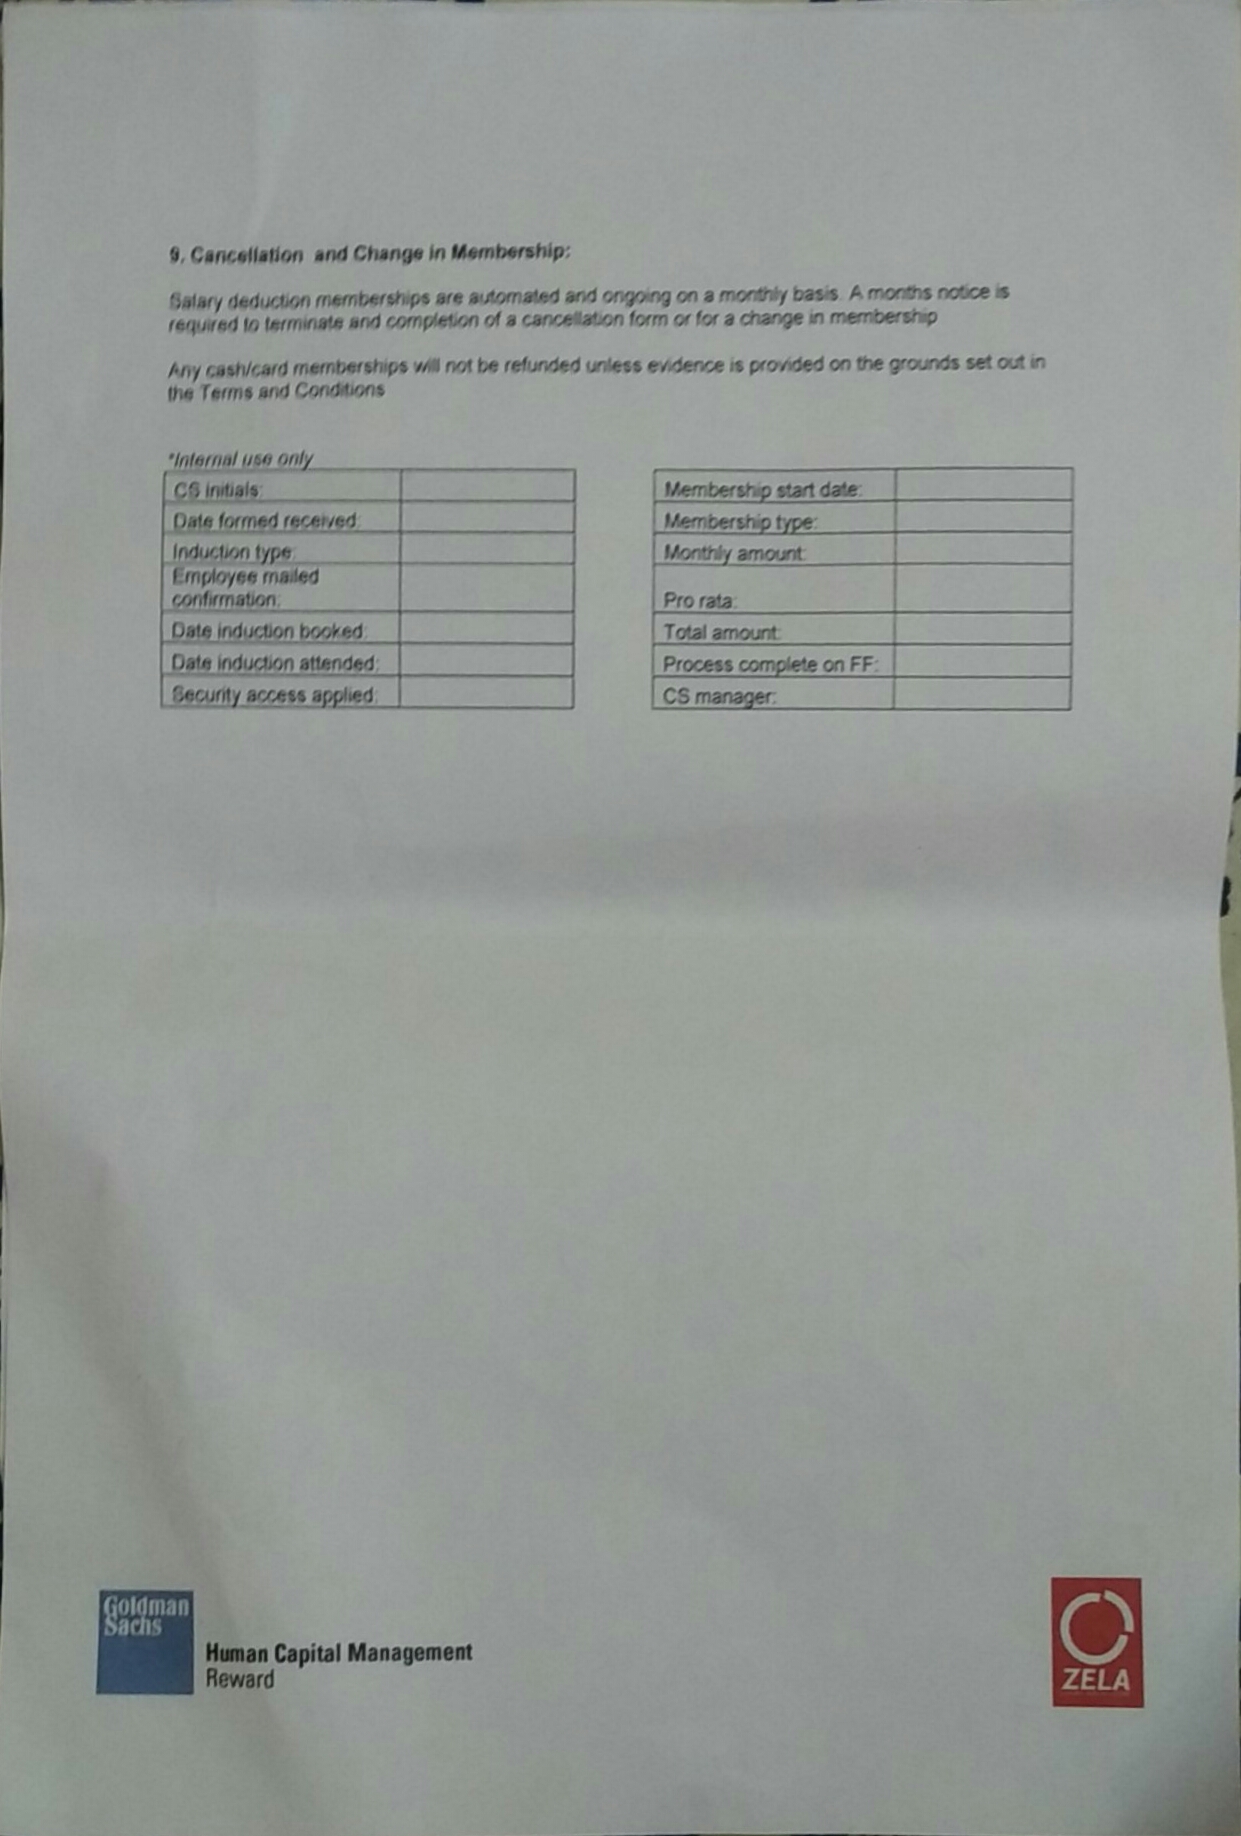 9. Cancellation and Change in Membership:
Salary deduction memberships are automated and ongoing on a monthly basis. A months notice is
required to terminate and completion of a cancellation form or for a change in membership
Any cash/card memberships will not be refunded unless evidence is provided on the grounds set out in
the Terms and Conditions
*Internal use only
CS initials:
Date formed received:
Induction type:
Employee mailed
confirmation:
Date induction booked:
Date induction attended:
Security access applied:
Membership start date:
Membership type:
Monthly amount:
Pro rata:
Total amount:
Process complete on FF:
CS manager:
Goldman
Sachs
Human Capital Management
Reward
ZELA